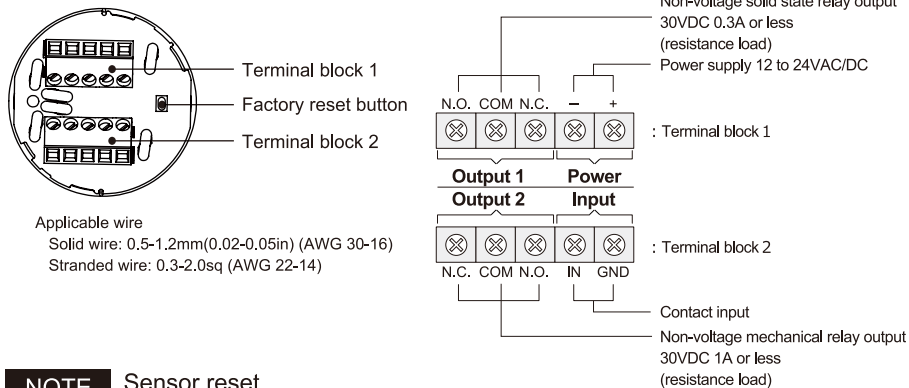 Terminal block 1
Factory reset button
Terminal block 2
Applicable wire
Solid wire: 0.5-1.2mm(0.02-0.05in) (AWG 30-16)
Stranded wire: 0.3-2.0sq (AWG 22-14)
Non-voltage solid state relay output
30VDC 0.3A or less
(resistance load)
Power supply 12 to 24VAC/DC
N.O. COM N.C. − +
: Terminal block 1
Output 1 Power
Output 2 Input
: Terminal block 2
N.C. COM N.O. IN GND
Contact input
Non-voltage mechanical relay output
30VDC 1A or less
(resistance load)
NOTE Sensor reset